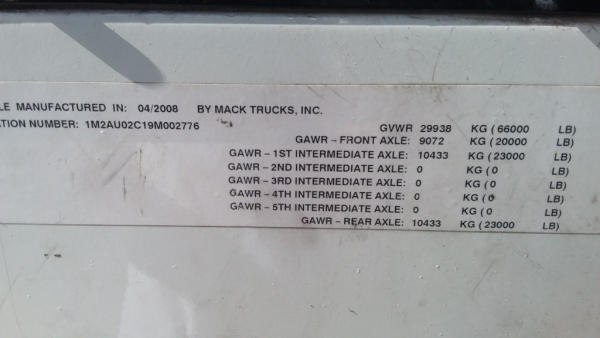 LE MANUFACTURED IN: 04/2008 BY MACK TRUCKS, INC.
ATION NUMBER: 1M2AU02C19M002776
GVWR 29938 KG ( 66000 LB)
GAWR – FRONT AXLE: 9072 KG ( 20000 LB)
GAWR – 1ST INTERMEDIATE AXLE: 10433 KG ( 23000 LB)
GAWR – 2ND INTERMEDIATE AXLE: 0 KG ( 0 LB)
GAWR – 3RD INTERMEDIATE AXLE: 0 KG ( 0 LB)
GAWR – 4TH INTERMEDIATE AXLE: 0 KG ( 0 LB)
GAWR – 5TH INTERMEDIATE AXLE: 0 KG ( 0 LB)
GAWR – REAR AXLE: 10433 KG ( 23000 LB)